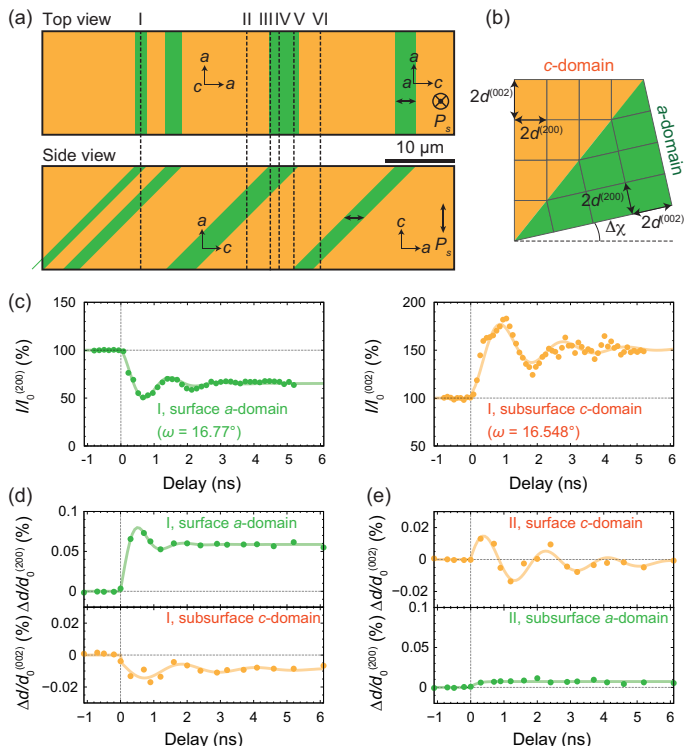 (a) Top view I II III IV V VI
a
c a
a
a c
P_s
Side view
10 μm
a
c
c
a
P_s
(b)
c-domain
a-domain
2d^(002)
2d^(200)
2d^(200)
2d^(002)
Δχ
(c)
150
100
50
0
I/I_0^(200) (%)
I, surface a-domain
(ω = 16.77°)
-1 0 1 2 3 4 5 6
Delay (ns)
200
150
100
I/I_0^(002) (%)
I, subsurface c-domain
(ω = 16.548°)
-1 0 1 2 3 4 5 6
Delay (ns)
(d)
0.1
0.05
0
Δd/d_0^(200) (%)
I, surface a-domain
0
−0.02
Δd/d_0^(002) (%)
I, subsurface c-domain
-1 0 1 2 3 4 5 6
Delay (ns)
(e)
0.02
0
−0.02
Δd/d_0^(002) (%)
II, surface c-domain
0.1
0.05
0
Δd/d_0^(200) (%)
II, subsurface a-domain
-1 0 1 2 3 4 5 6
Delay (ns)